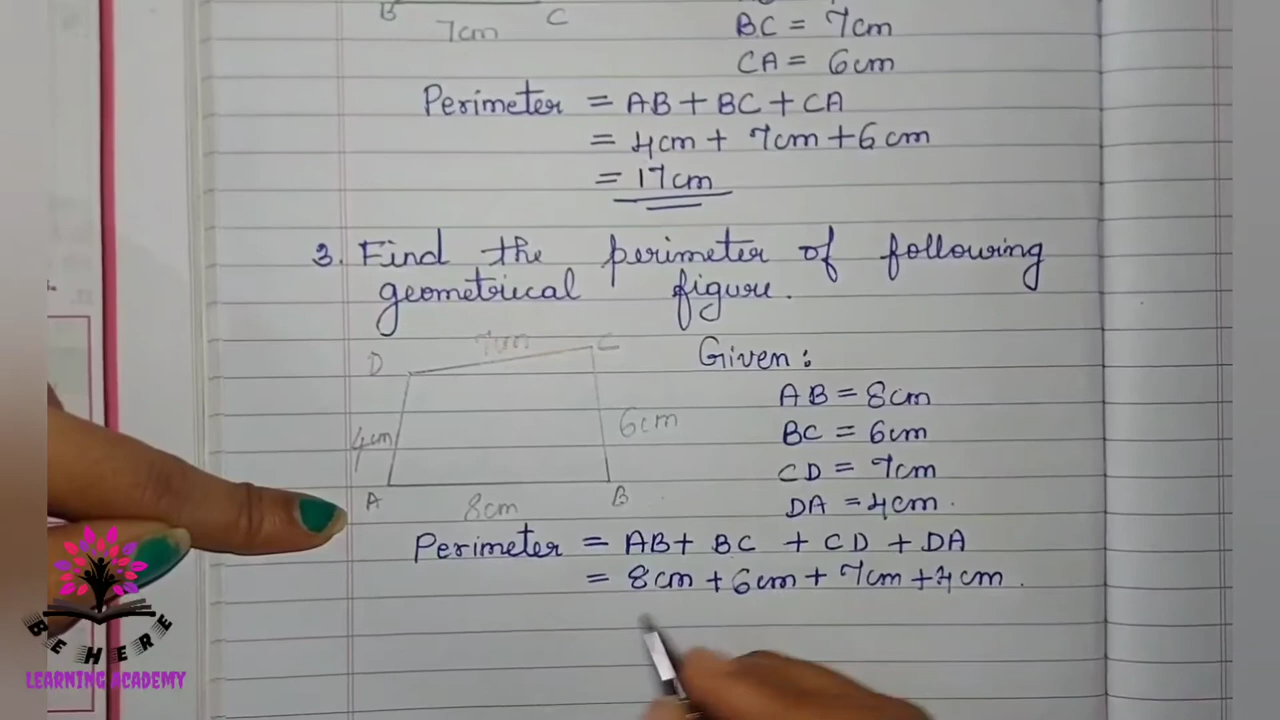 B 7cm C
BC = 7cm
CA = 6cm
Perimeter = AB + BC + CA
= 4cm + 7cm + 6cm
= 17cm
3. Find the perimeter of following
geometrical figure.
D 7cm C
4cm
6cm
A 8cm B
Given :
AB = 8cm
BC = 6cm
CD = 7cm
DA = 4cm.
Perimeter = AB + BC + CD + DA
= 8cm + 6cm + 7cm + 4cm.
BE HERE
LEARNING ACADEMY